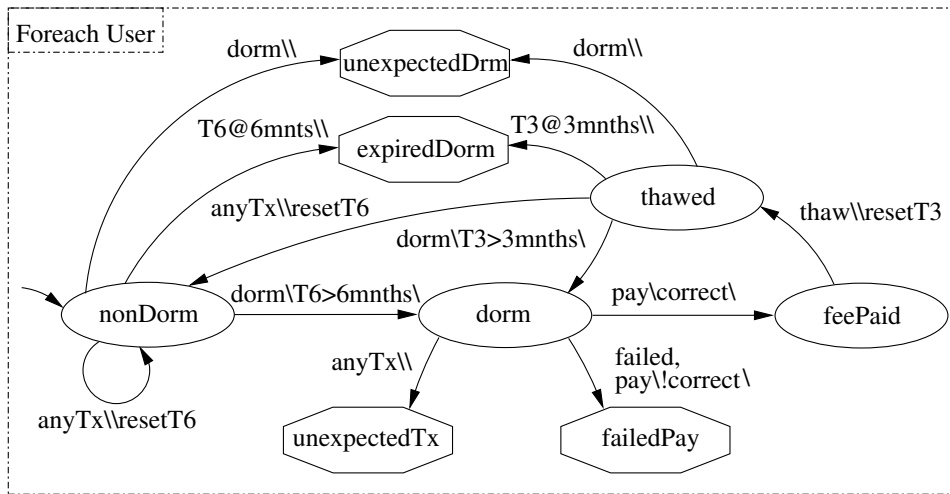 Foreach User
dorm\\
unexpectedDrm
dorm\\
T6@6mnts\\
expiredDorm
T3@3mnths\\
thawed
anyTx\\resetT6
thaw\\resetT3
dorm\T3>3mnths\
nonDorm
dorm\T6>6mnths\
dorm
pay\correct\
feePaid
anyTx\\
failed,
pay\!correct\
anyTx\\resetT6
unexpectedTx
failedPay